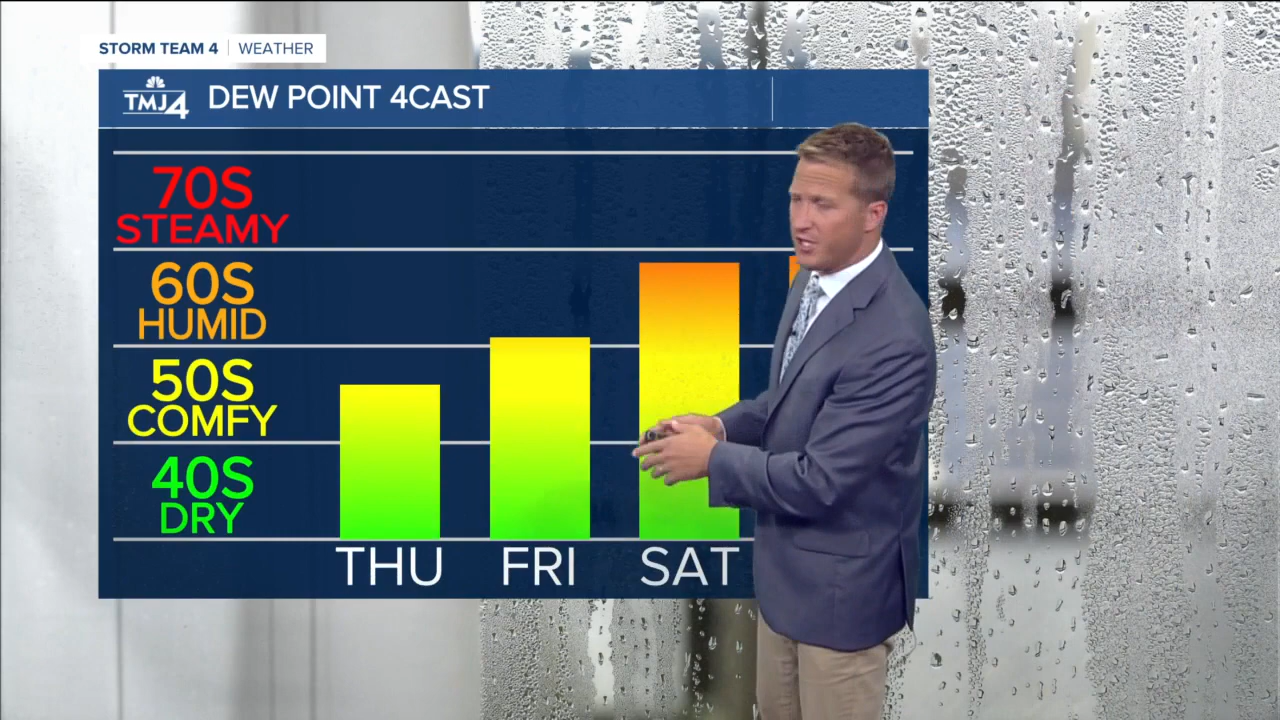 STORM TEAM 4 | WEATHER
TMJ4 DEW POINT 4CAST
70S
STEAMY
60S
HUMID
50S
COMFY
40S
DRY
THU FRI SAT